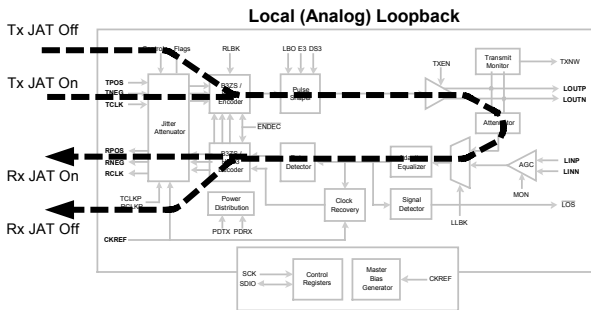 Local (Analog) Loopback
Tx JAT Off
Flags
RLBK
LBO E3 DS3
TXEN
Transmit
Monitor
TXNW
Tx JAT On
TPOS
TNEG
TCLK
Jitter
Attenuator
B3ZS /
Encoder
Pulse
Shaper
LOUTP
LOUTN
Attenuator
ENDEC
RPOS
RNEG
RCLK
B3ZS /
Decoder
Detector
Equalizer
AGC
LINP
LINN
Rx JAT On
TCLKP
RCLKP
Power
Distribution
Clock
Recovery
Signal
Detector
MON
LLBK
LOS
Rx JAT Off
CKREF
PDTX PDRX
SCK
SDIO
Control
Registers
Master
Bias
Generator
CKREF